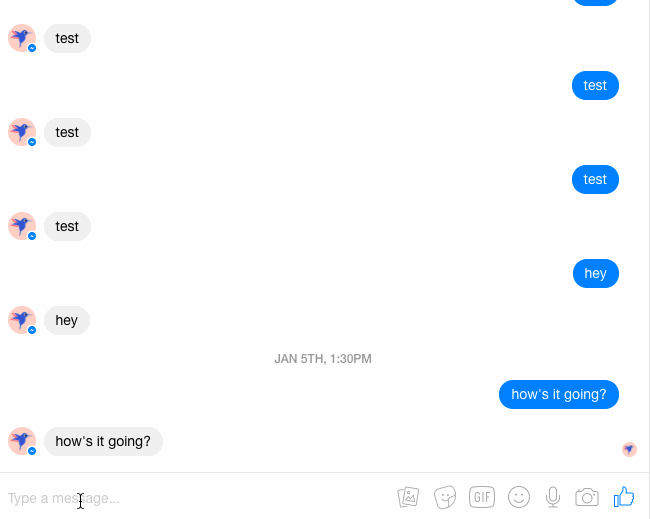 test
test
test
test
test
hey
hey
JAN 5TH, 1:30PM
how's it going?
how's it going?
Type a message...
GIF